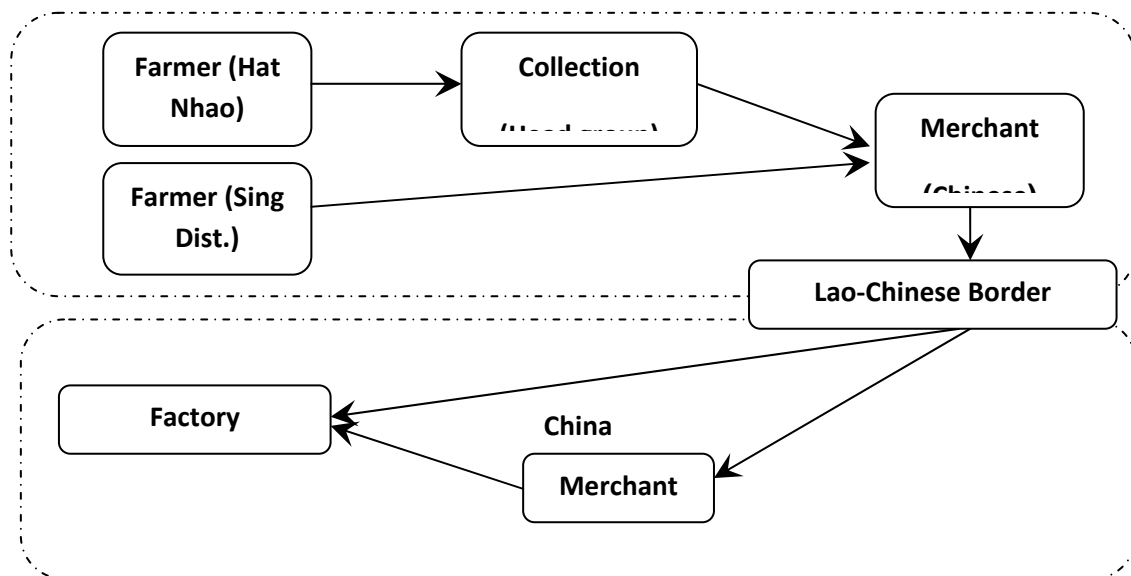 Farmer (Hat
Nhao)
Collection
Farmer (Sing
Dist.)
Merchant
Lao-Chinese Border
Factory
China
Merchant